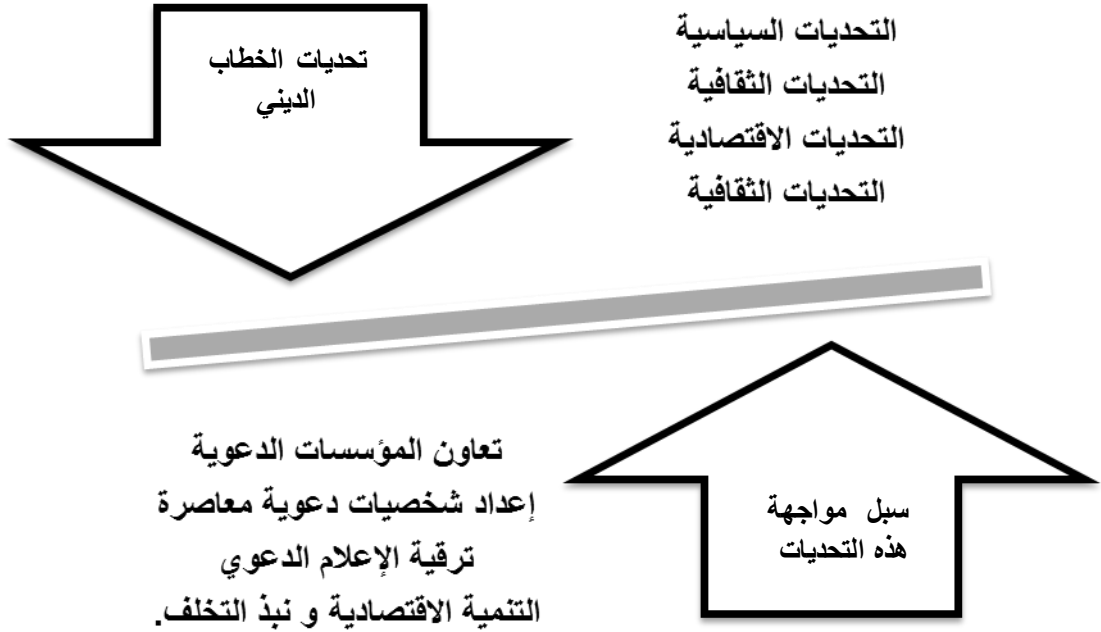 التحديات السياسية
التحديات الثقافية
التحديات الاقتصادية
التحديات الثقافية
تحديات الخطاب
الديني
سبل مواجهة
هذه التحديات
تعاون المؤسسات الدعوية
إعداد شخصيات دعوية معاصرة
ترقية الإعلام الدعوي
التنمية الاقتصادية و نبذ التخلف.